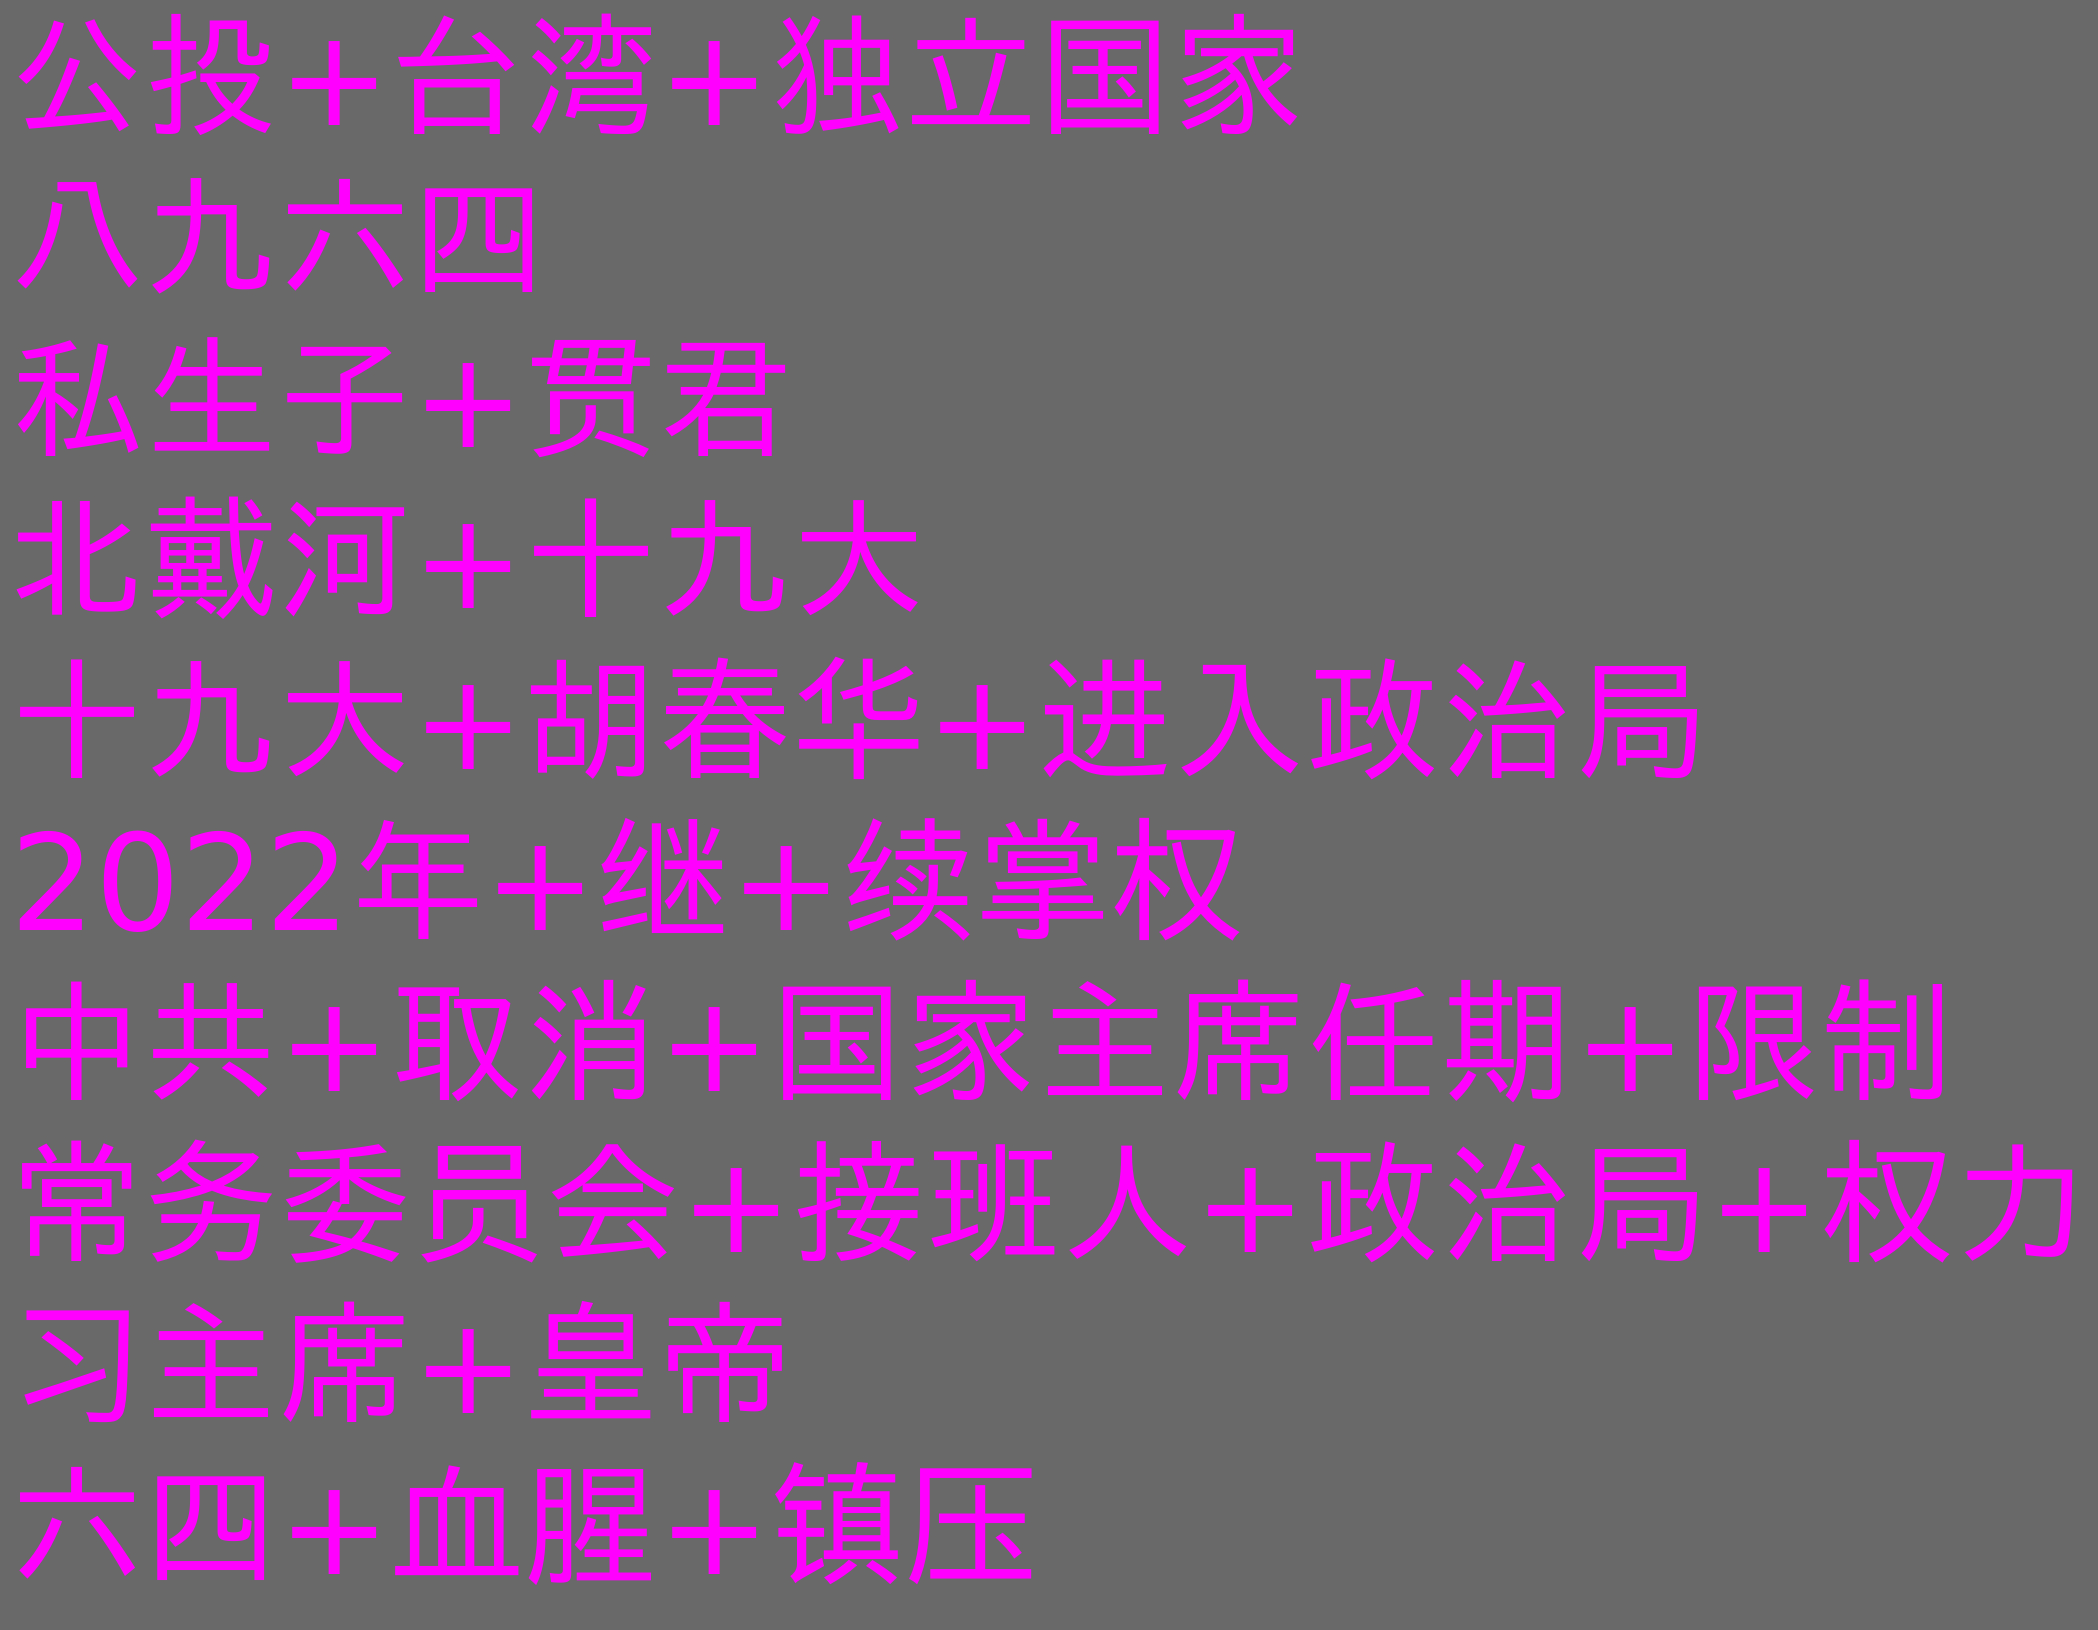 公投+台湾+独立国家
八九六四
私生子+贯君
北戴河+十九大
十九大+胡春华+进入政治局
2022年+继+续掌权
中共+取消+国家主席任期+限制
常务委员会+接班人+政治局+权力
习主席+皇帝
六四+血腥+镇压